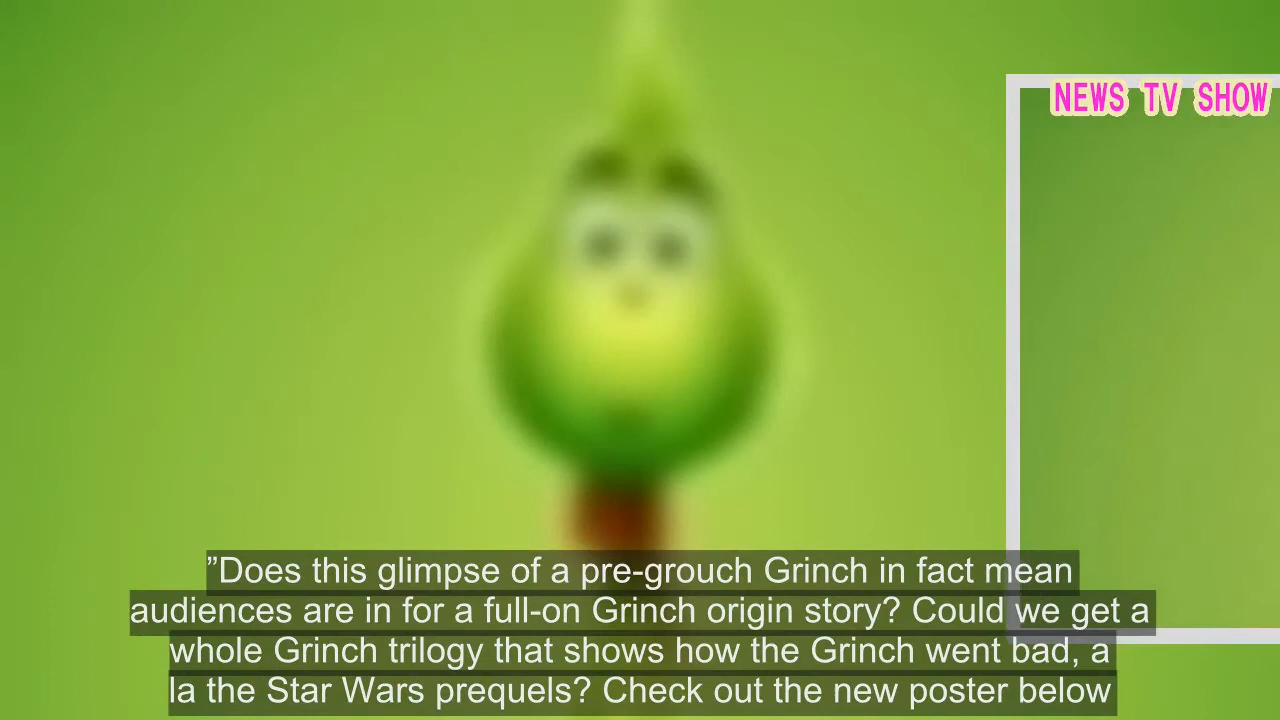 NEWS TV SHOW
”Does this glimpse of a pre-grouch Grinch in fact mean
audiences are in for a full-on Grinch origin story? Could we get a
whole Grinch trilogy that shows how the Grinch went bad, a
la the Star Wars prequels? Check out the new poster below